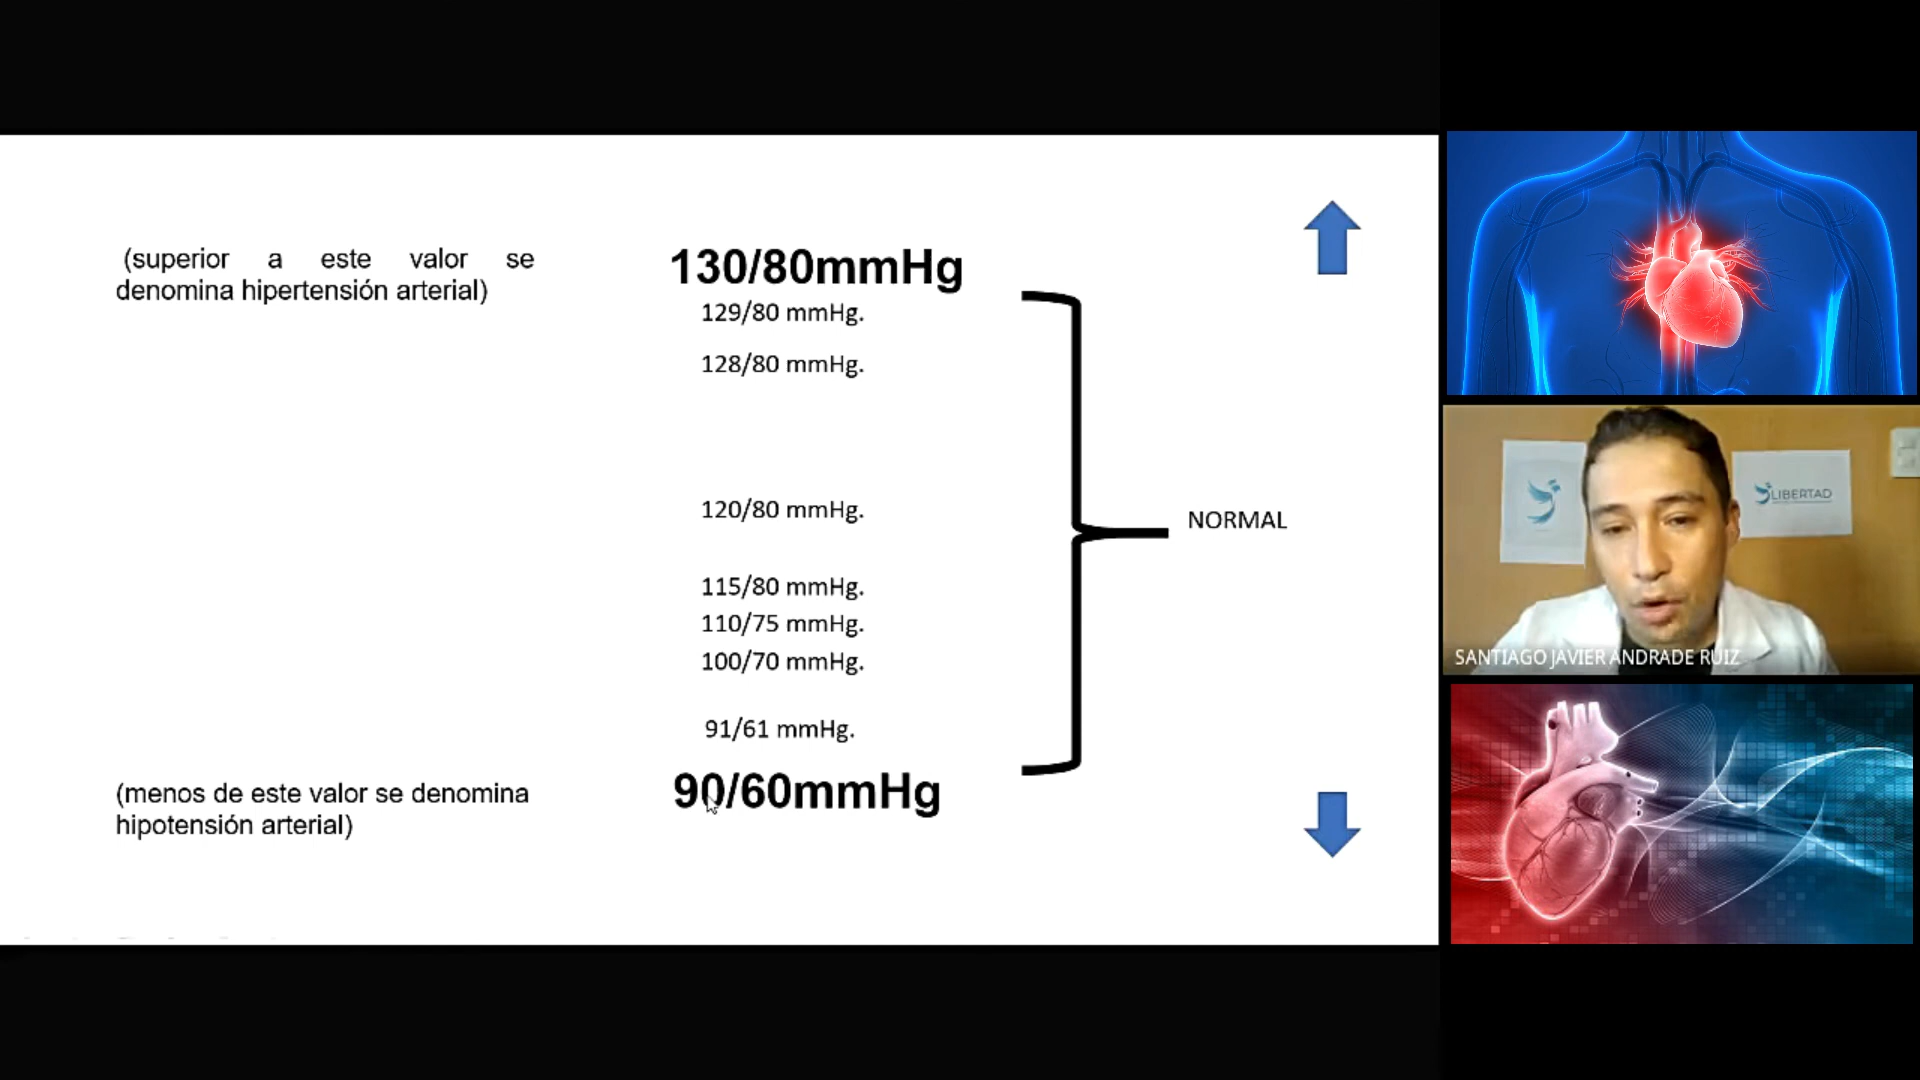 (superior a este valor se
denomina hipertensión arterial)
130/80mmHg
129/80 mmHg.
128/80 mmHg.
120/80 mmHg.
NORMAL
115/80 mmHg.
110/75 mmHg.
100/70 mmHg.
91/61 mmHg.
(menos de este valor se denomina
hipotensión arterial)
90/60mmHg
LIBERTAD
SANTIAGO JAVIER ANDRADE RUIZ